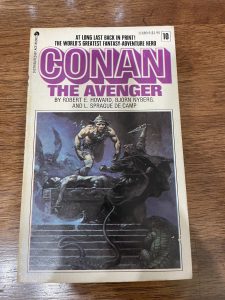 AT LONG LAST BACK IN PRINT!
THE WORLD'S GREATEST FANTASY-ADVENTURE HERO
10
CONAN
THE AVENGER
BY ROBERT E. HOWARD, BJORN NYBERG,
AND L. SPRAGUE DE CAMP